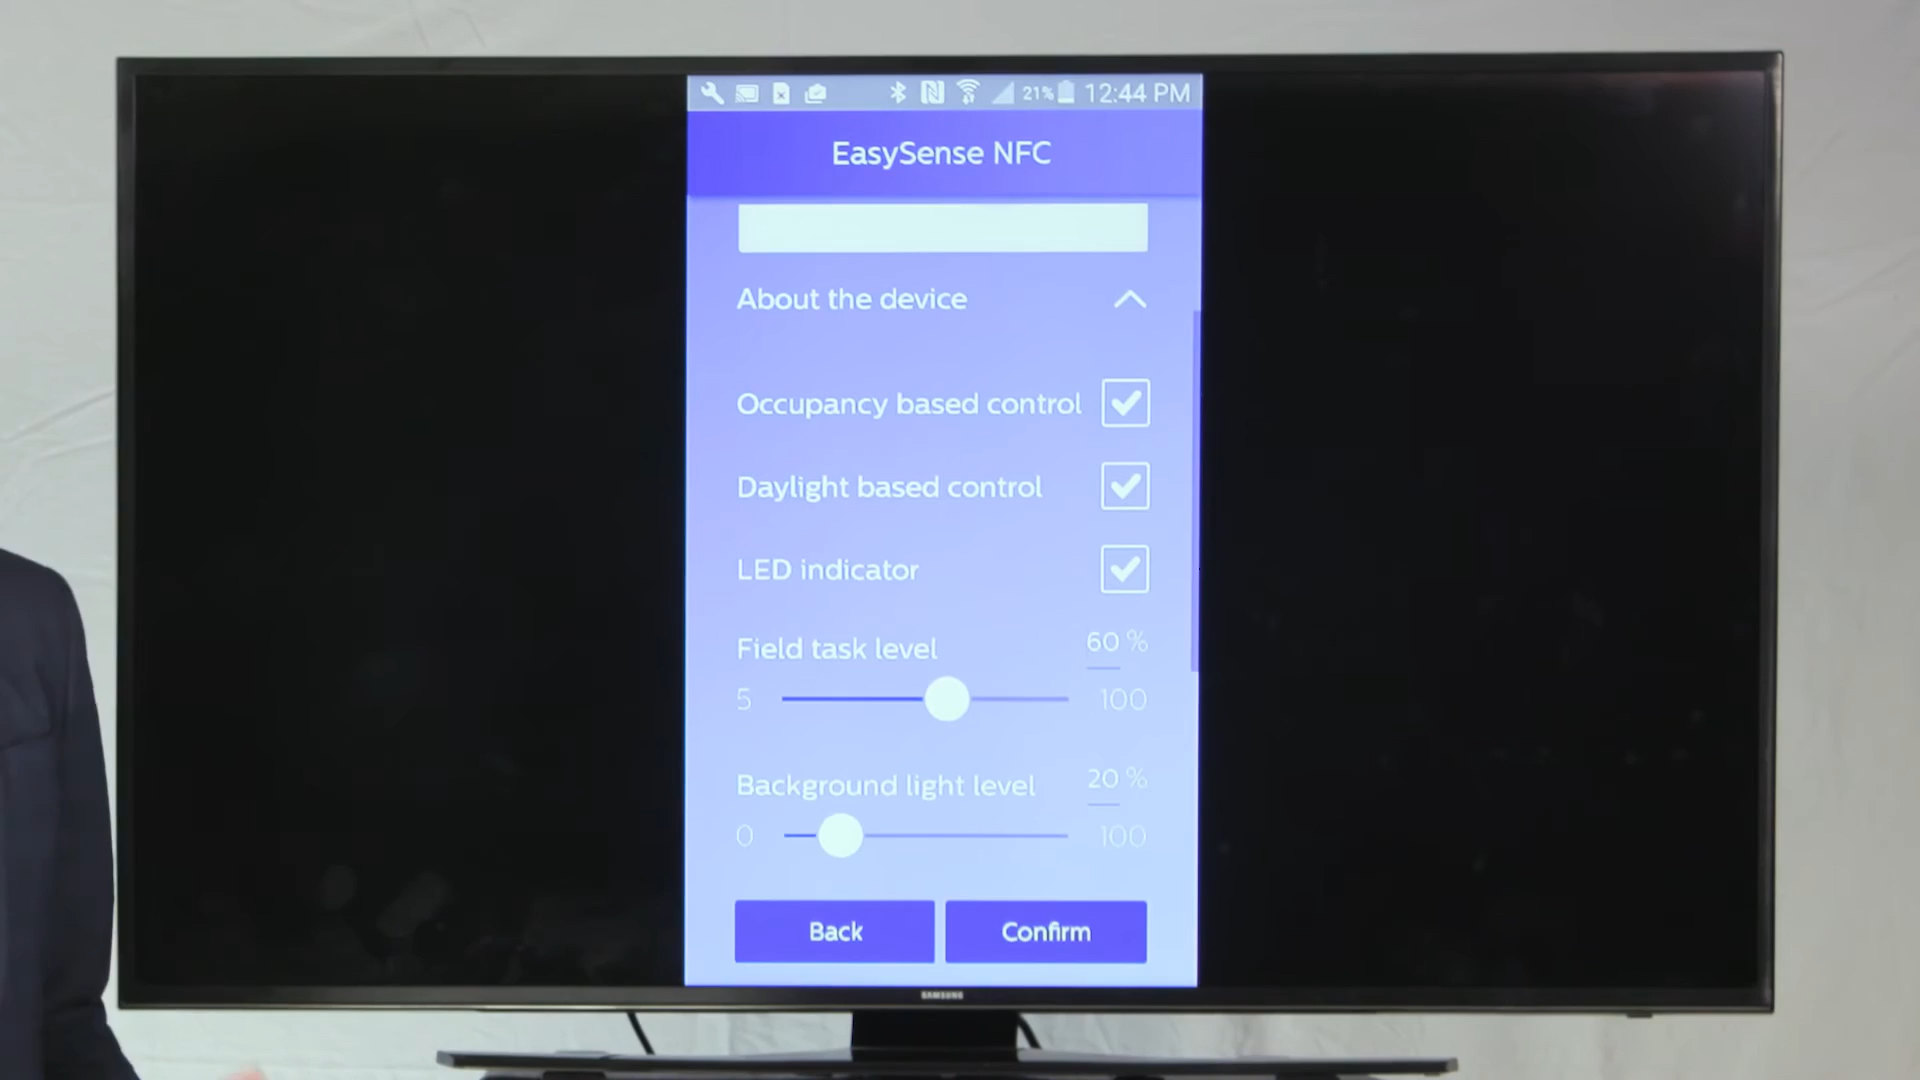 21% 12:44 PM
EasySense NFC
About the device
Occupancy based control
Daylight based control
LED indicator
Field task level 60 %
5 100
Background light level 20 %
0 100
Back Confirm
SAMSUNG